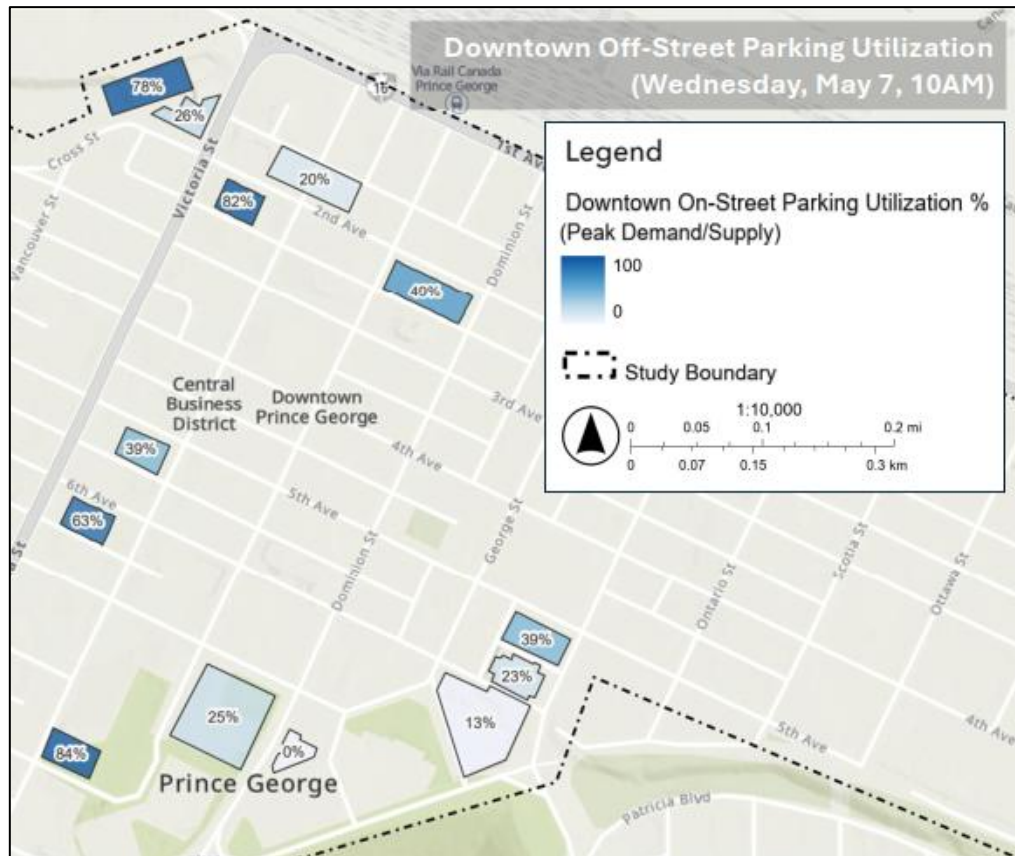 Downtown Off-Street Parking Utilization
(Wednesday, May 7, 10AM)
Via Rail Canada
Prince George
16
1st Ave
Legend
Downtown On-Street Parking Utilization %
(Peak Demand/Supply)
100
0
Study Boundary
1:10,000
0 0.05 0.1 0.2 mi
0 0.07 0.15 0.3 km
78%
26%
Cross St
Victoria St
Vancouver St
20%
82%
2nd Ave
Dominion St
40%
Central
Business
District
Downtown
Prince George
3rd Ave
4th Ave
39%
6th Ave
5th Ave
63%
George St
Dominion St
Ontario St
Scotia St
Ottawa St
39%
23%
25%
13%
0%
84%
5th Ave
4th Ave
Prince George
Patricia Blvd